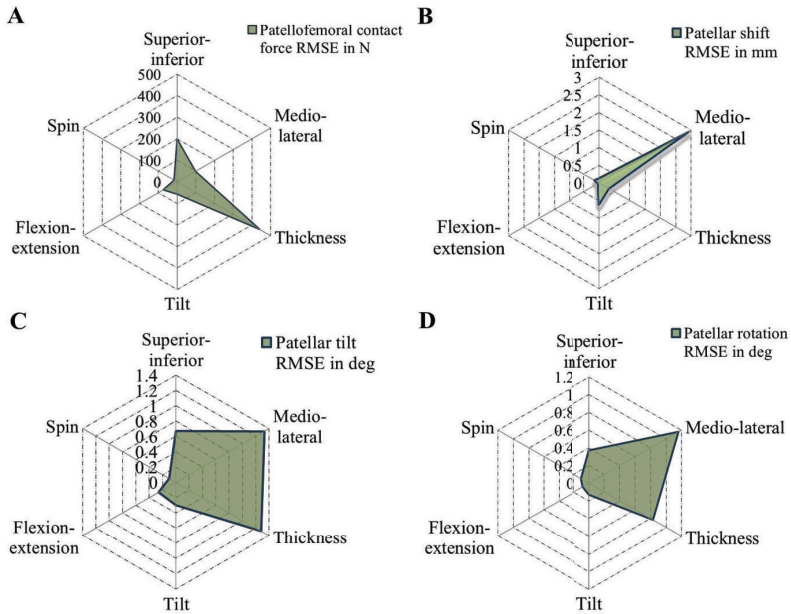 A
Patellofemoral contact
force RMSE in N
Superior-
inferior
500
400
300
200
100
0
Medio-
lateral
Thickness
Tilt
Flexion-
extension
Spin
B
Patellar shift
RMSE in mm
Superior-
inferior
3
2.5
2
1.5
1
0.5
0
Medio-
lateral
Thickness
Tilt
Flexion-
extension
Spin
C
Patellar tilt
RMSE in deg
Superior-
inferior
1.4
1.2
1
0.8
0.6
0.4
0.2
0
Medio-
lateral
Thickness
Tilt
Flexion-
extension
Spin
D
Patellar rotation
RMSE in deg
Superior-
inferior
1.2
1
0.8
0.6
0.4
0.2
0
Medio-lateral
Thickness
Tilt
Flexion-
extension
Spin